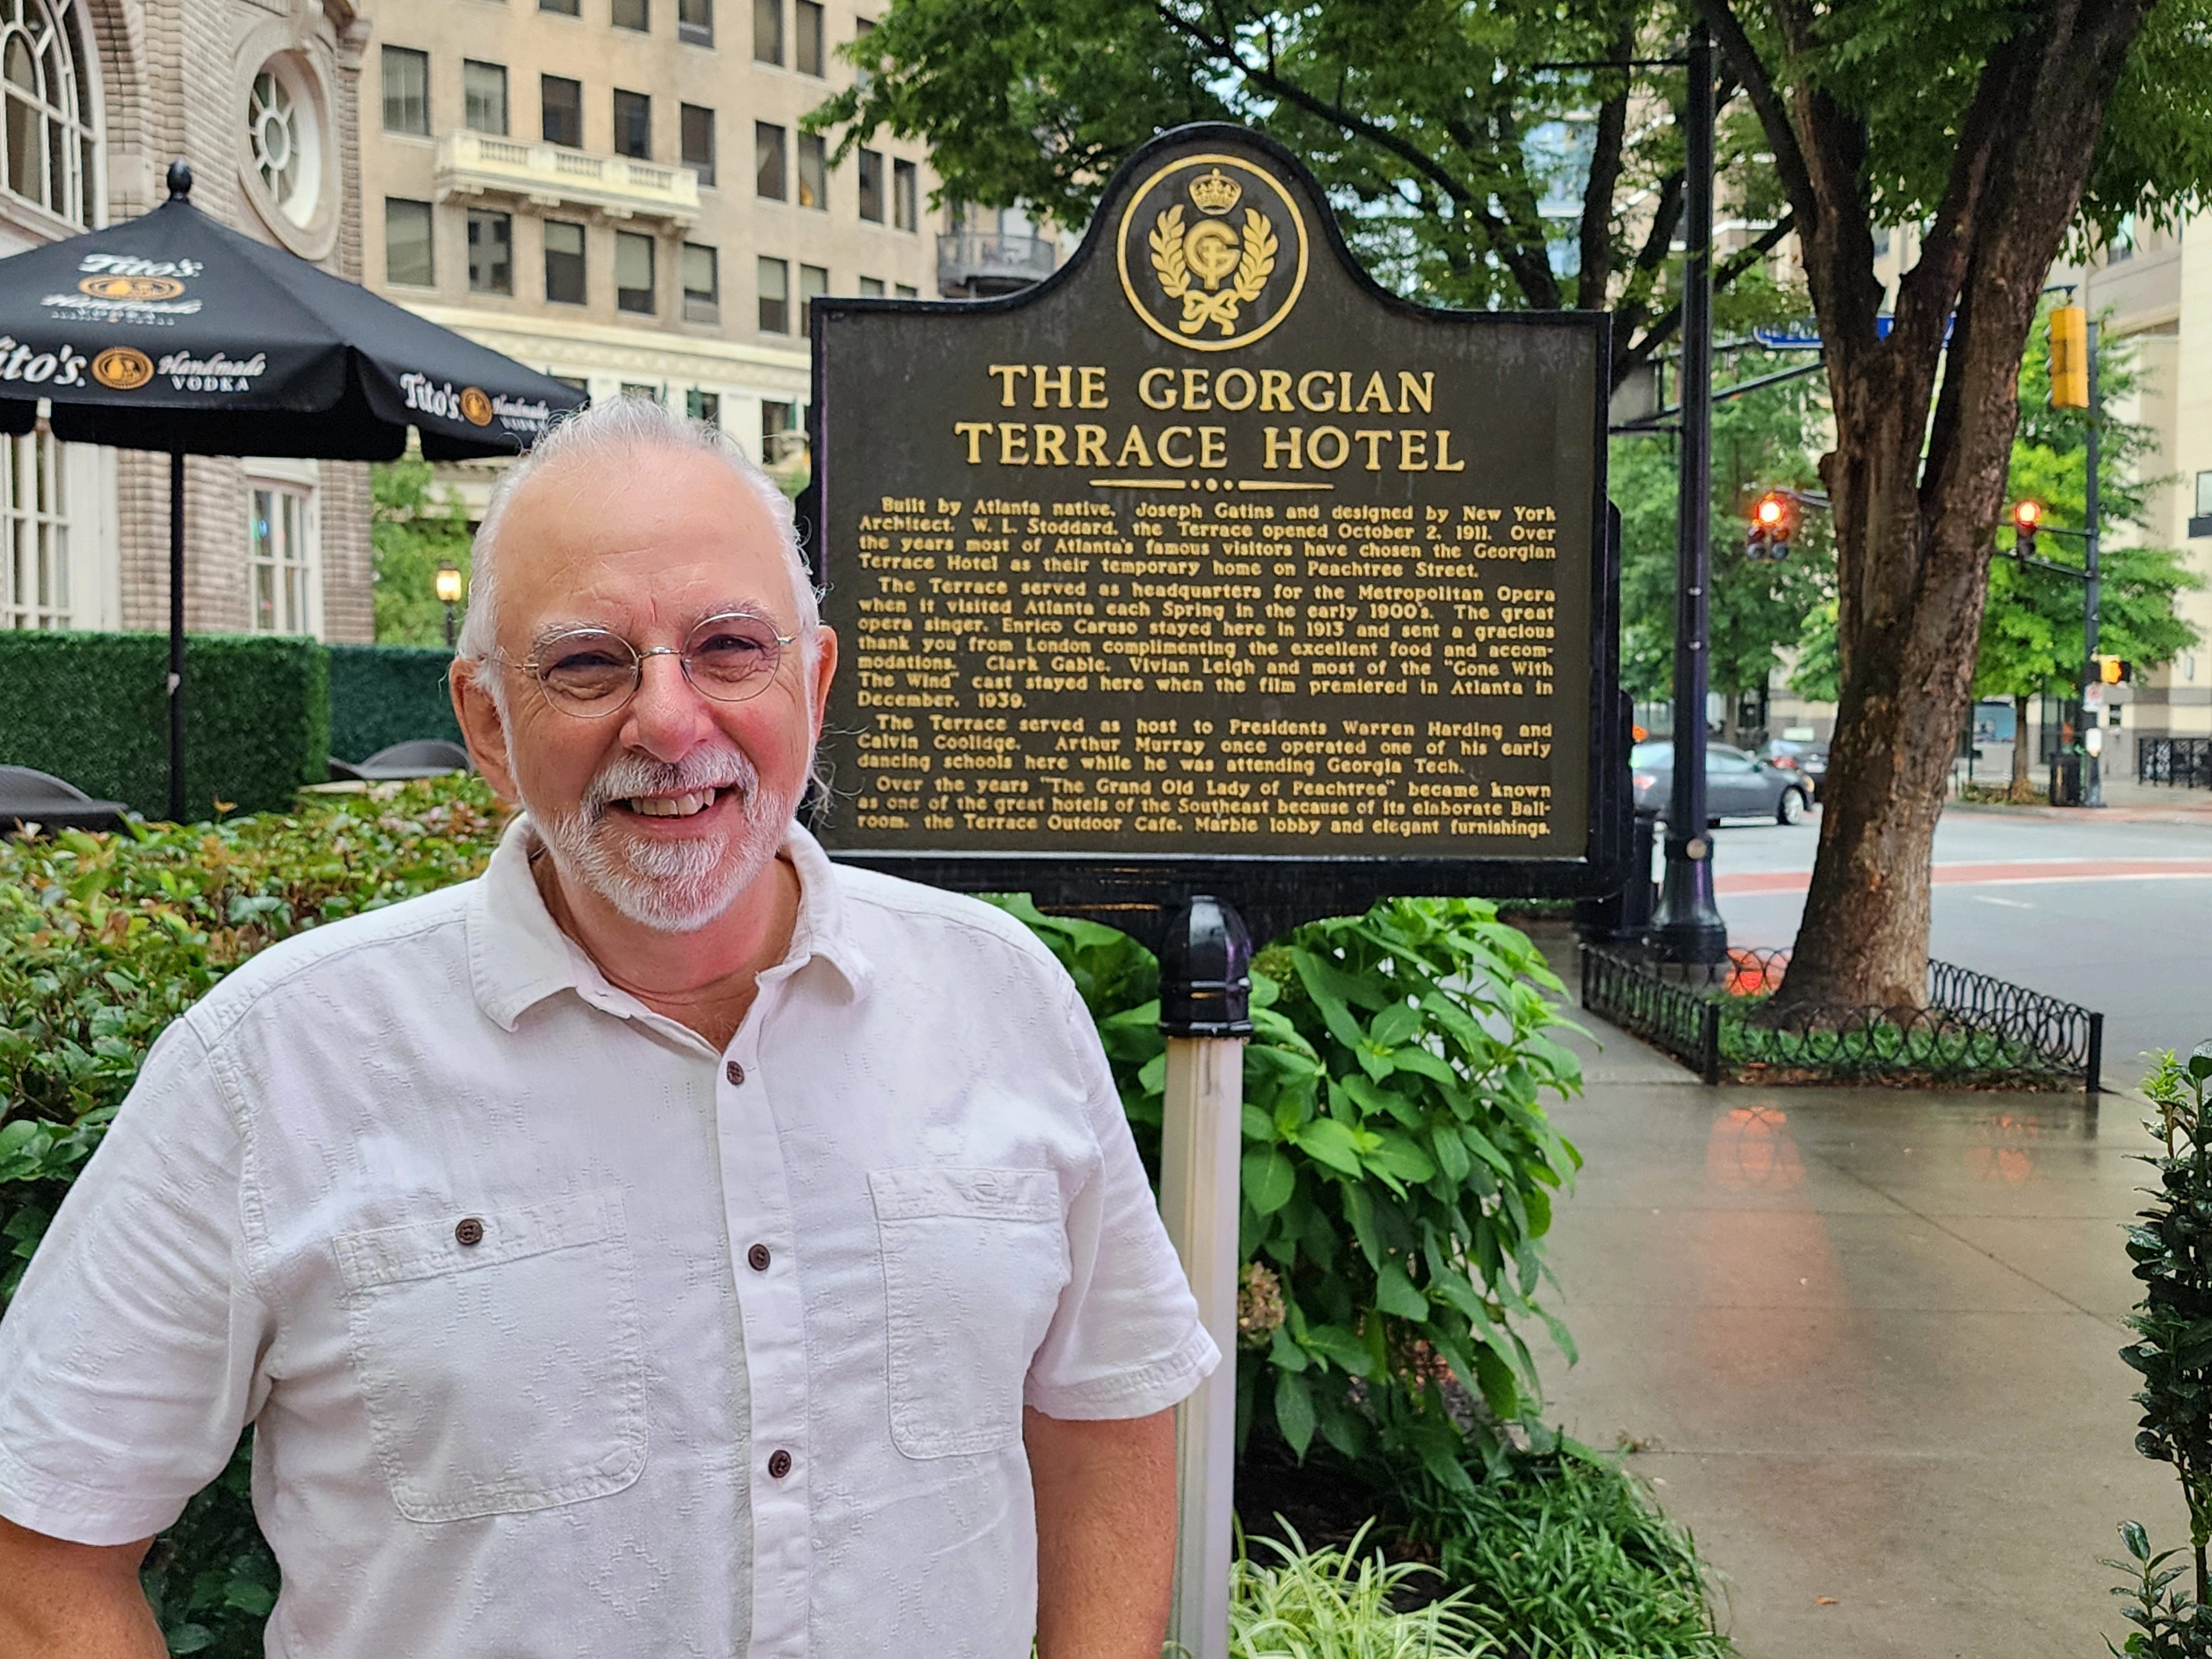 Tito's
Handmade
VODKA
Tito's
Handmade
VODKA
Tito's
Handmade
VODKA
GT
THE GEORGIAN
TERRACE HOTEL
Built by Atlanta native, Joseph Gatins and designed by New York
Architect, W. L. Stoddard, the Terrace opened October 2, 1911. Over
the years most of Atlanta's famous visitors have chosen the Georgian
Terrace Hotel as their temporary home on Peachtree Street.
The Terrace served as headquarters for the Metropolitan Opera
when it visited Atlanta each Spring in the early 1900's. The great
opera singer, Enrico Caruso stayed here in 1913 and sent a gracious
thank you from London complimenting the excellent food and accom-
modations. Clark Gable, Vivian Leigh and most of the "Gone With
The Wind" cast stayed here when the film premiered in Atlanta in
December, 1939.
The Terrace served as host to Presidents Warren Harding and
Calvin Coolidge. Arthur Murray once operated one of his early
dancing schools here while he was attending Georgia Tech.
Over the years "The Grand Old Lady of Peachtree" became known
as one of the great hotels of the Southeast because of its elaborate Ball-
room, the Terrace Outdoor Cafe, Marble lobby and elegant furnishings.